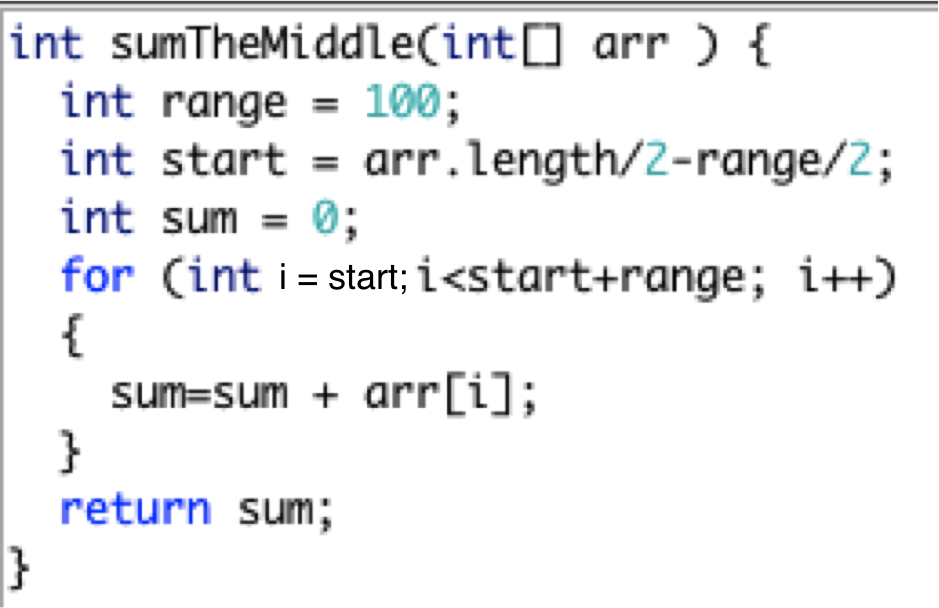 int sumTheMiddle(int[] arr ) {
  int range = 100;
  int start = arr.length/2-range/2;
  int sum = 0;
  for (int i = start; i<start+range; i++)
  {
    sum=sum + arr[i];
  }
  return sum;
}